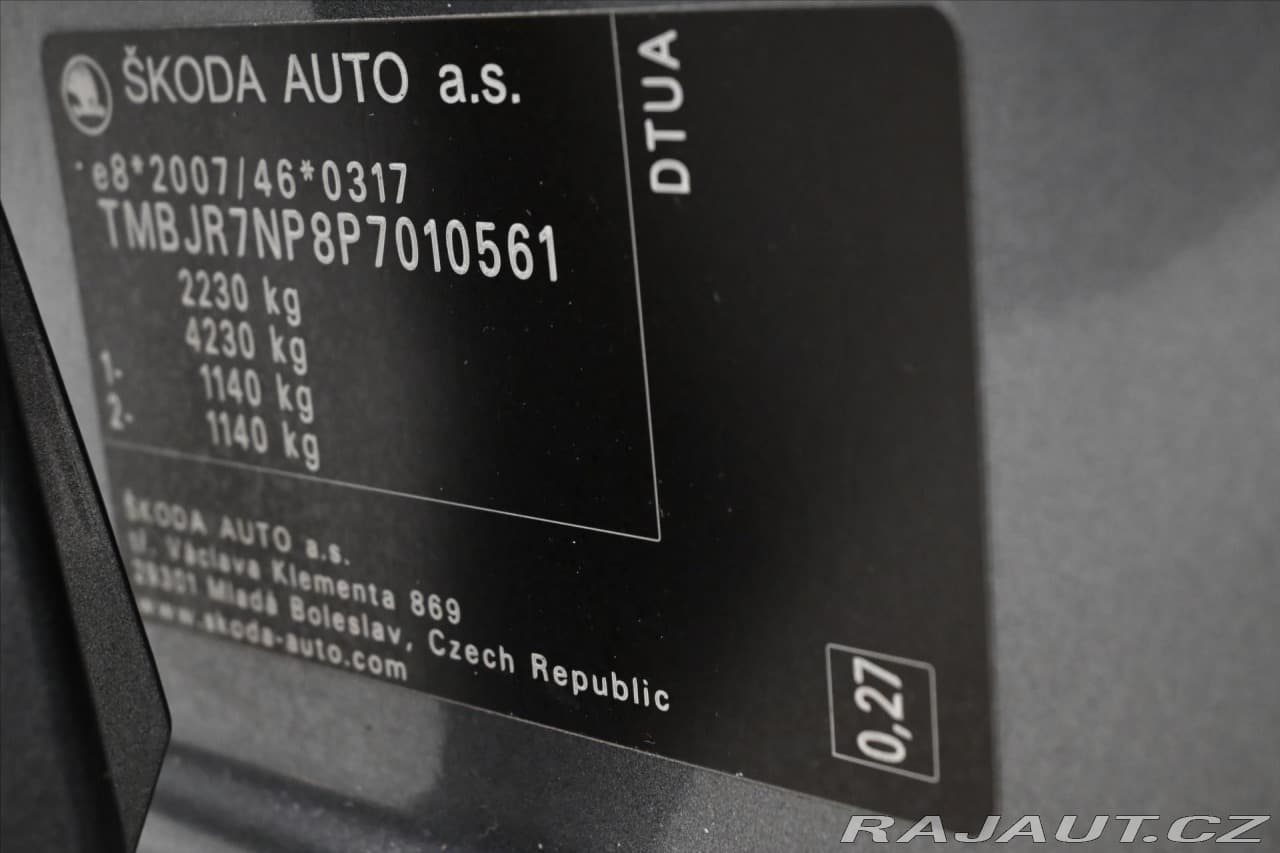 ŠKODA AUTO a.s.
e8*2007/46*0317
TMBJR7NP8P7010561
2230 kg
4230 kg
1- 1140 kg
2- 1140 kg
DTUA
ŠKODA AUTO a.s.
tř. Václava Klementa 869
29301 Mladá Boleslav, Czech Republic
www.skoda-auto.com
0,27
RAJAUT.CZ